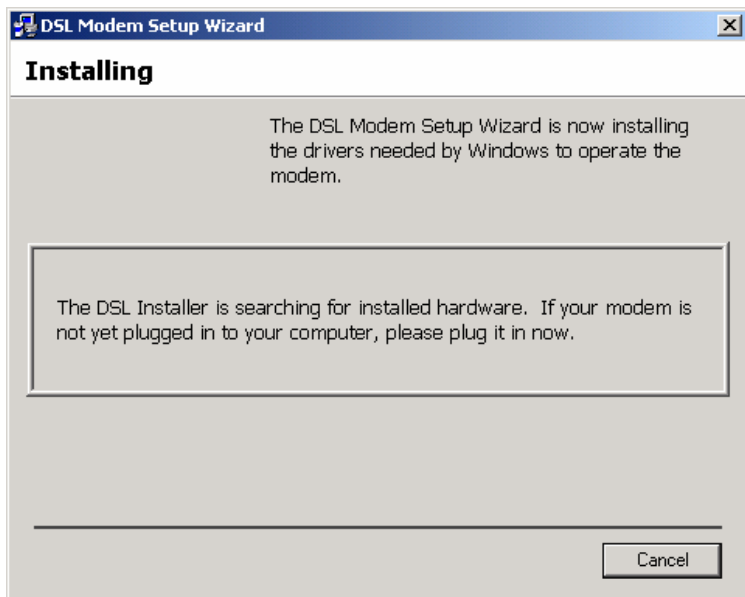 DSL Modem Setup Wizard
Installing
The DSL Modem Setup Wizard is now installing
the drivers needed by Windows to operate the
modem.
The DSL Installer is searching for installed hardware.  If your modem is
not yet plugged in to your computer, please plug it in now.
Cancel